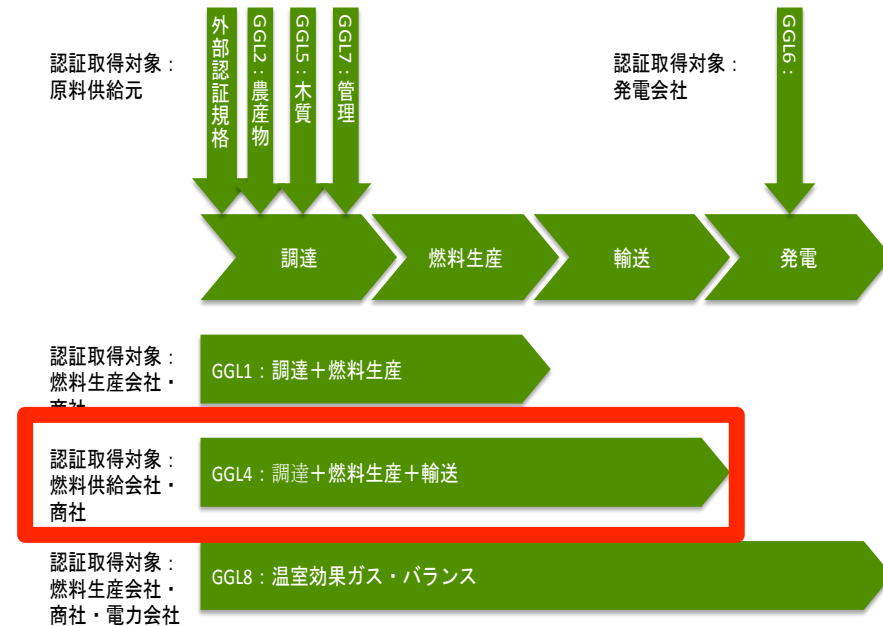 認証取得対象：
原料供給元
外部認証規格
GGL2：農産物
GGL5：木質
GGL7：管理
認証取得対象：
発電会社
GGL6：
調達
燃料生産
輸送
発電
認証取得対象：
燃料生産会社・
商社
GGL1：調達＋燃料生産
認証取得対象：
燃料供給会社・
商社
GGL4：調達＋燃料生産＋輸送
認証取得対象：
燃料生産会社・
商社・電力会社
GGL8：温室効果ガス・バランス